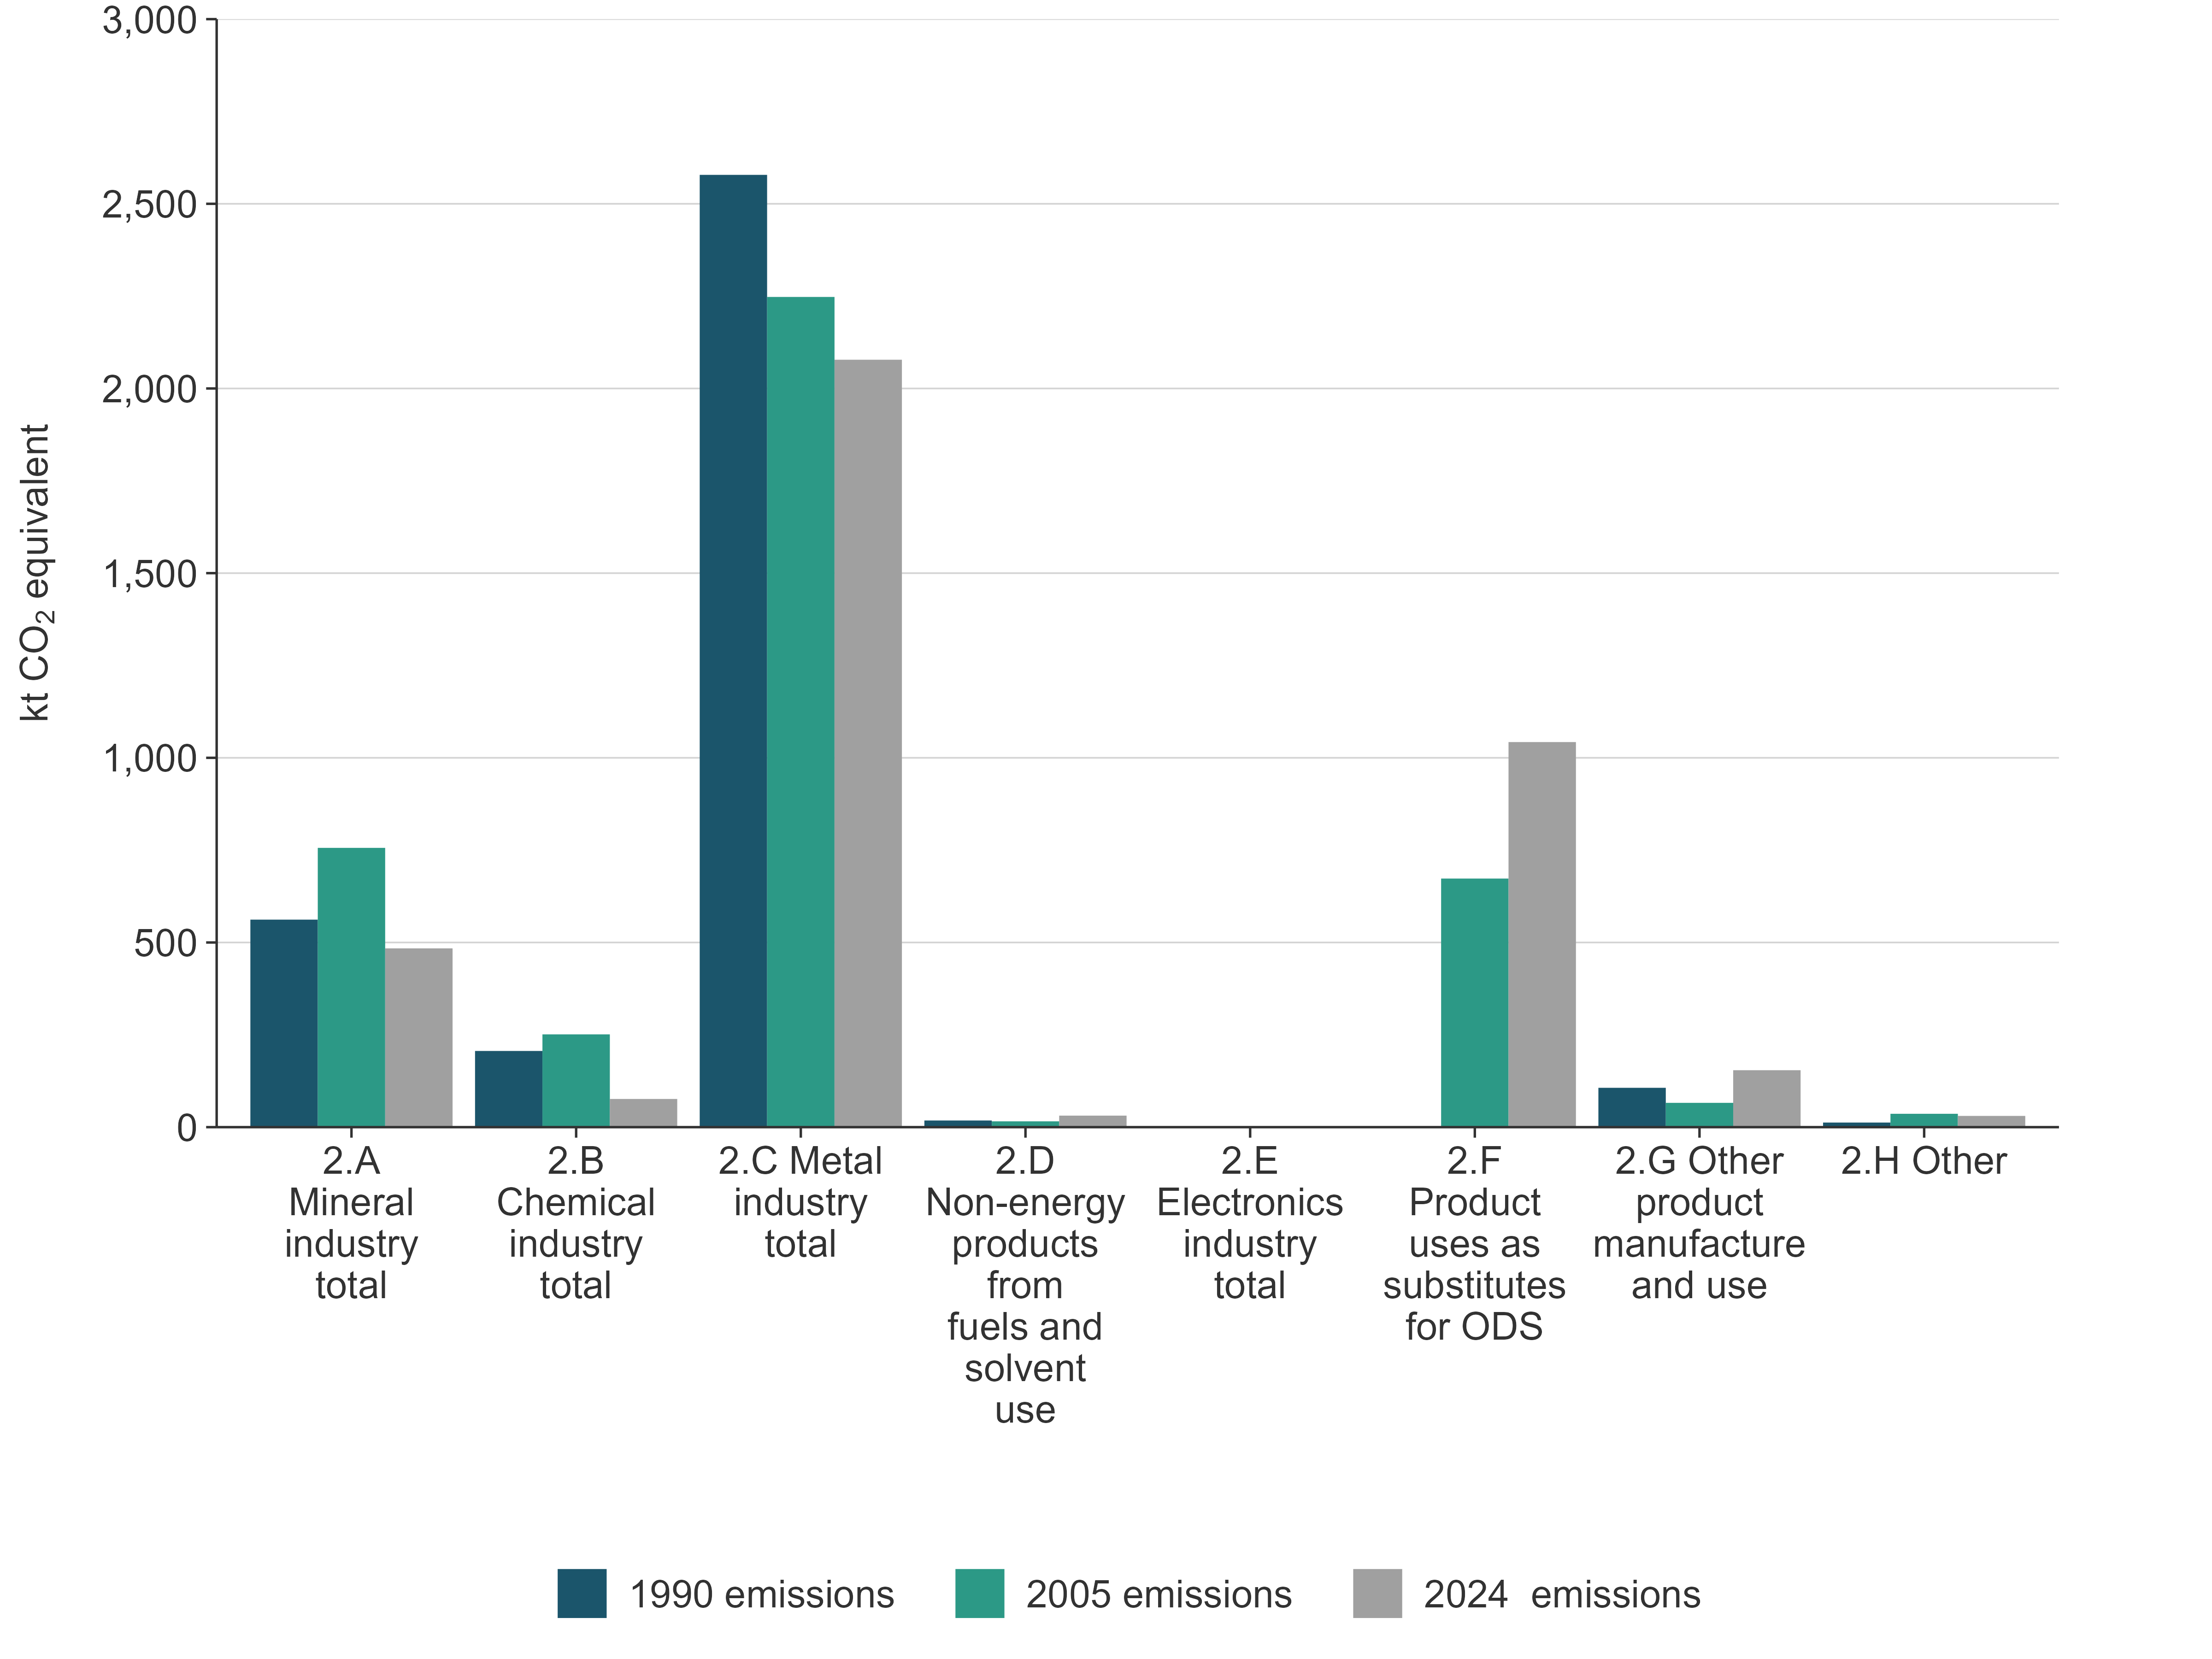 kt CO₂ equivalent
3,000
2,500
2,000
1,500
1,000
500
0
2.A
Mineral
industry
total
2.B
Chemical
industry
total
2.C Metal
industry
total
2.D
Non-energy
products
from
fuels and
solvent
use
2.E
Electronics
industry
total
2.F
Product
uses as
substitutes
for ODS
2.G Other
product
manufacture
and use
2.H Other
1990 emissions
2005 emissions
2024  emissions